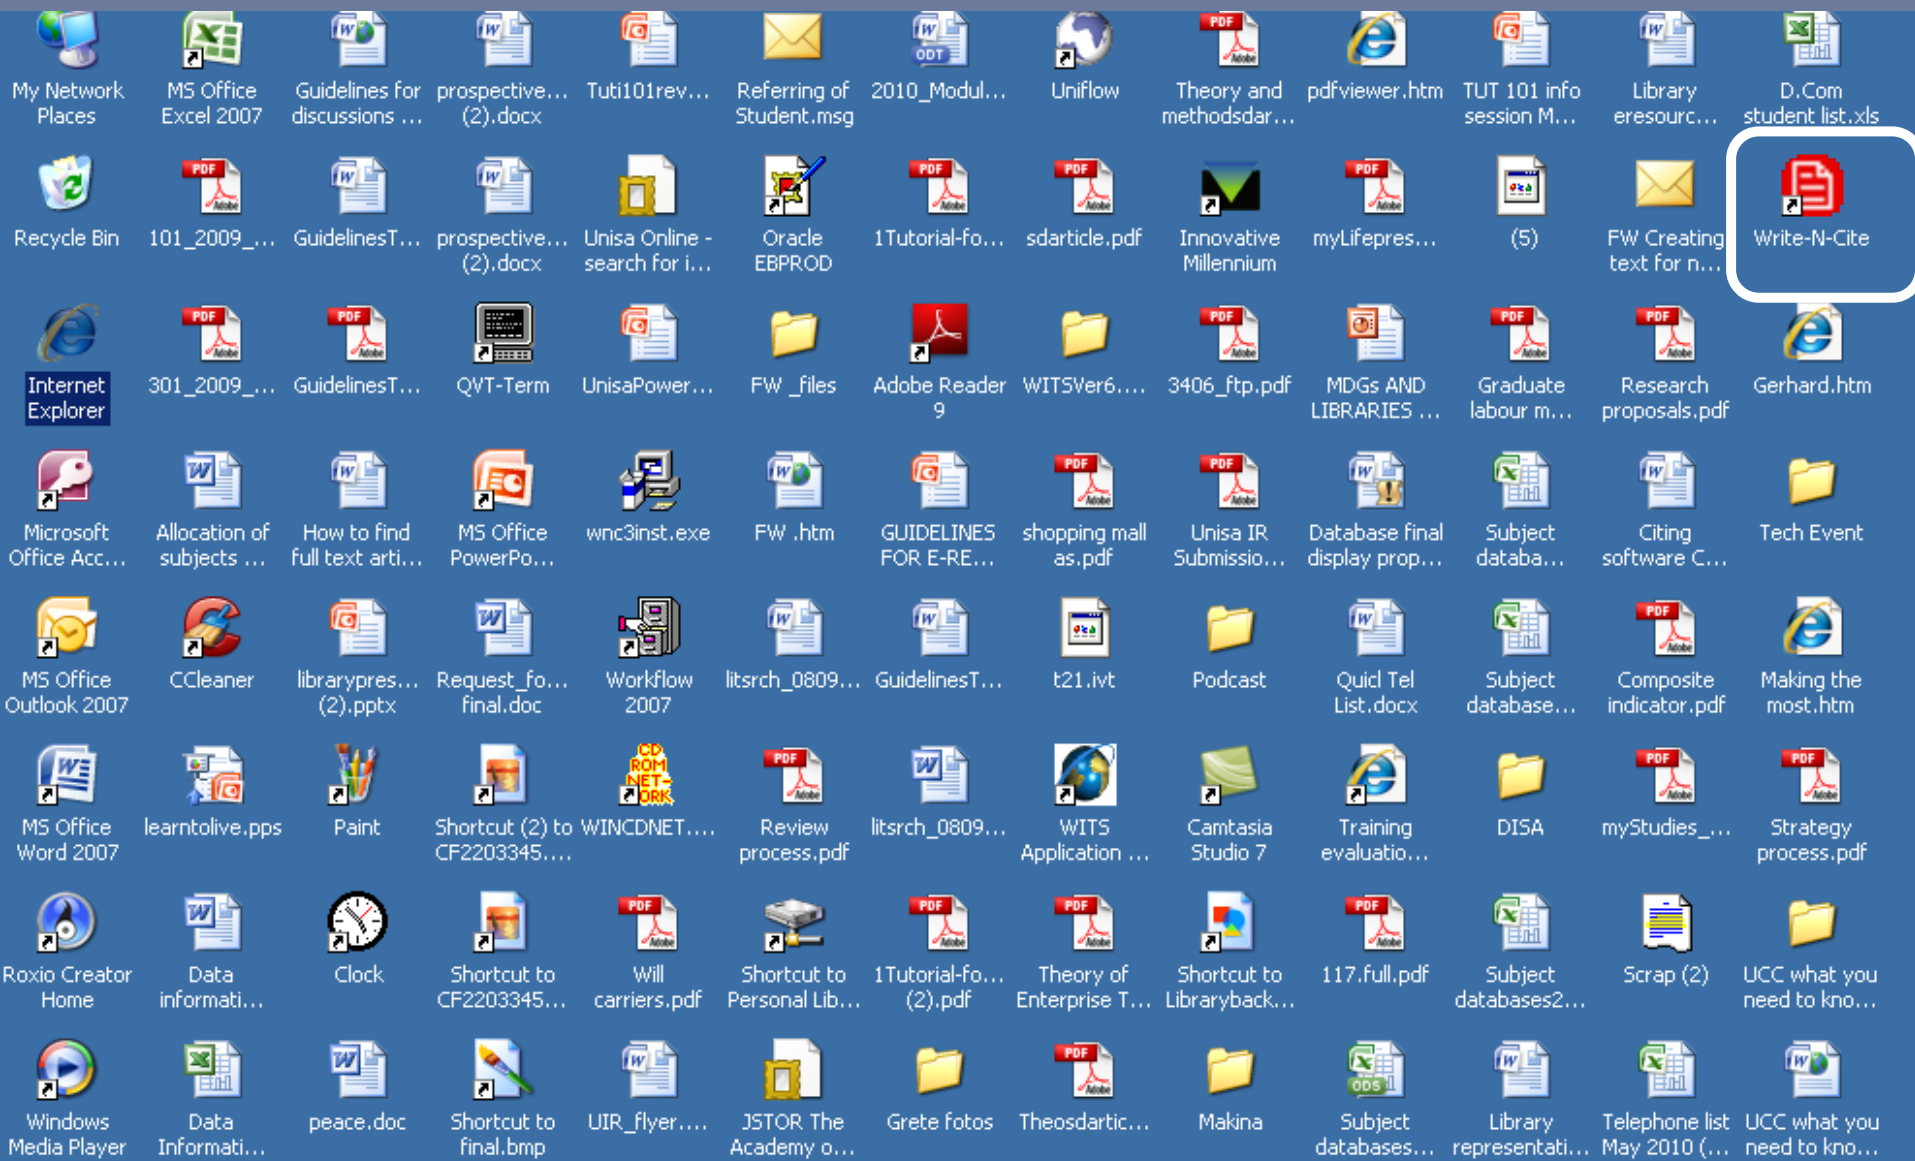 My Network
Places
MS Office
Excel 2007
Guidelines for
discussions ...
prospective...
(2).docx
Tuti101rev...
Referring of
Student.msg
2010_Modul...
Uniflow
Theory and
methodsdar...
pdfviewer.htm
TUT 101 info
session M...
Library
eresourc...
D.Com
student list.xls
Recycle Bin
101_2009_...
GuidelinesT...
prospective...
(2).docx
Unisa Online -
search for i...
Oracle
EBPROD
1Tutorial-fo...
sdarticle.pdf
Innovative
Millennium
myLifepres...
(5)
FW Creating
text for n...
Write-N-Cite
Internet
Explorer
301_2009_...
GuidelinesT...
QVT-Term
UnisaPower...
FW _files
Adobe Reader
9
WITSVer6....
3406_ftp.pdf
MDGs AND
LIBRARIES ...
Graduate
labour m...
Research
proposals.pdf
Gerhard.htm
Microsoft
Office Acc...
Allocation of
subjects ...
How to find
full text arti...
MS Office
PowerPo...
wnc3inst.exe
FW .htm
GUIDELINES
FOR E-RE...
shopping mall
as.pdf
Unisa IR
Submissio...
Database final
display prop...
Subject
databa...
Citing
software C...
Tech Event
MS Office
Outlook 2007
CCleaner
librarypres...
(2).pptx
Request_fo...
final.doc
Workflow
2007
litsrch_0809...
GuidelinesT...
t21.ivt
Podcast
Quicl Tel
List.docx
Subject
database...
Composite
indicator.pdf
Making the
most.htm
MS Office
Word 2007
learntolive.pps
Paint
Shortcut (2) to
CF2203345....
CD
ROM
NET-
WINCDNET....
Review
process.pdf
litsrch_0809...
WITS
Application ...
Camtasia
Studio 7
Training
evaluatio...
DISA
myStudies_...
Strategy
process.pdf
Roxio Creator
Home
Data
informati...
Clock
Shortcut to
CF2203345...
Will
carriers.pdf
Shortcut to
Personal Lib...
1Tutorial-fo...
(2).pdf
Theory of
Enterprise T...
Shortcut to
Libraryback...
117.full.pdf
Subject
databases2...
Scrap (2)
UCC what you
need to kno...
Windows
Media Player
Data
Informati...
peace.doc
Shortcut to
final.bmp
UIR_flyer....
JSTOR The
Academy o...
Grete fotos
Theosdartic...
Makina
Subject
databases...
Library
representati...
Telephone list
May 2010 (...
UCC what you
need to kno...